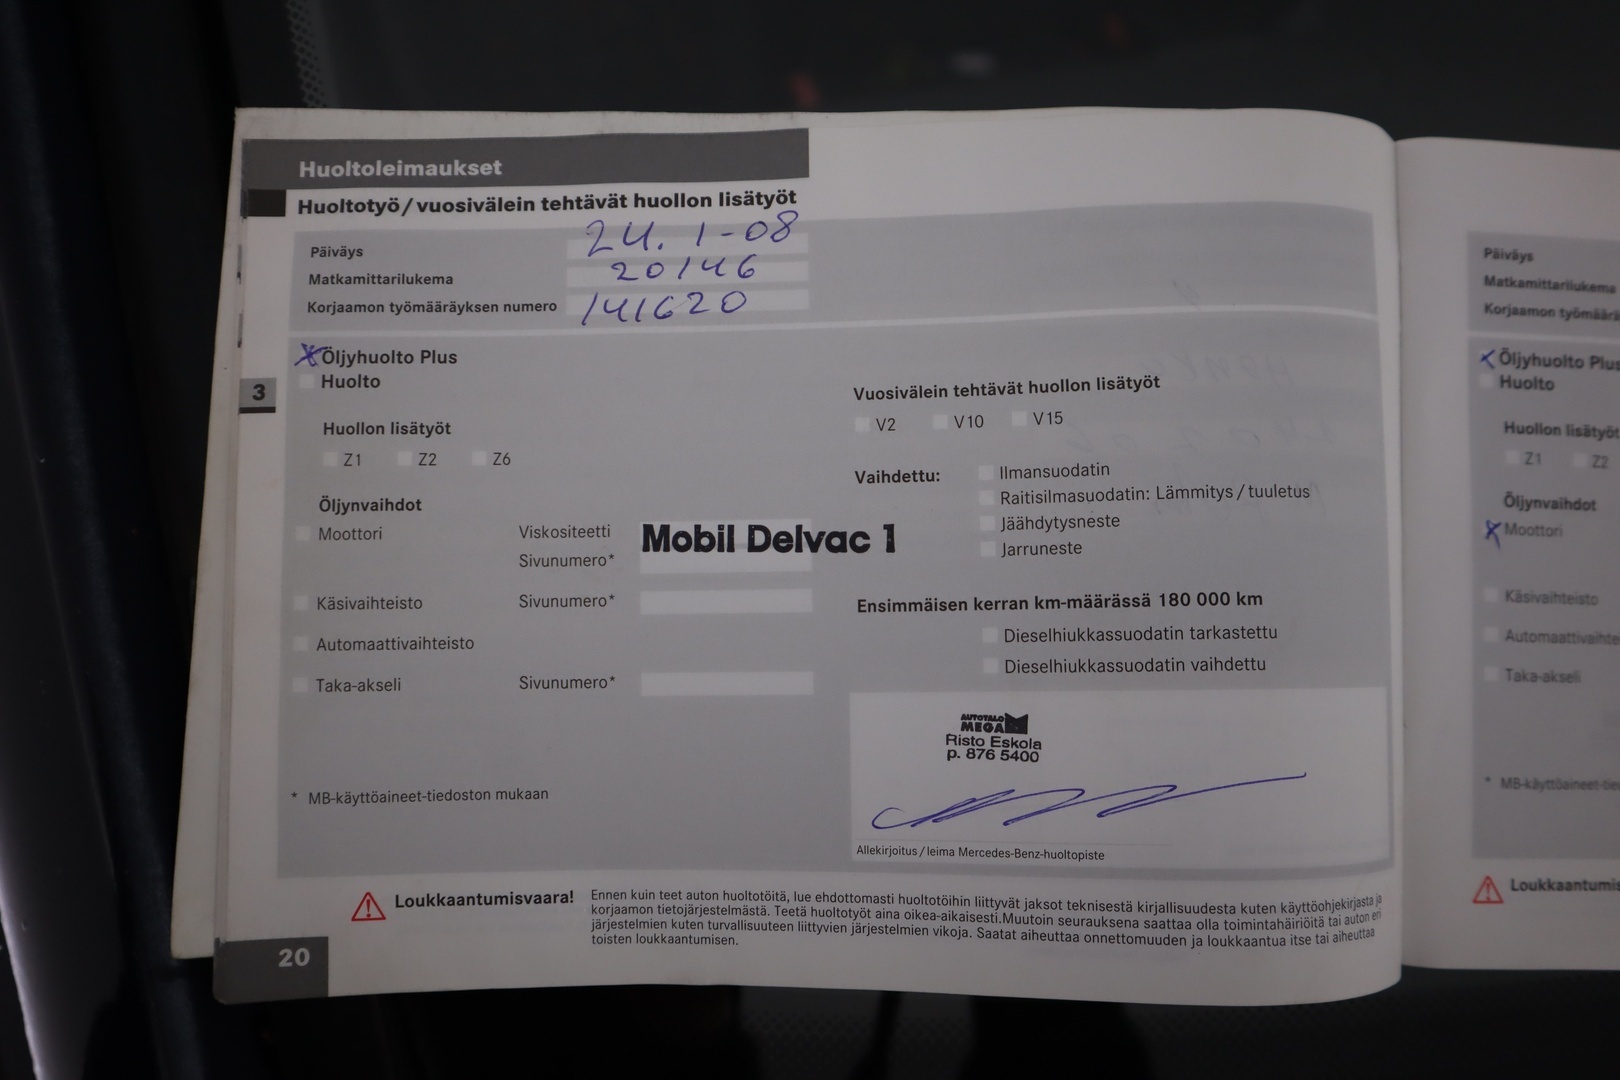 Huoltoleimaukset
Huoltotyö/vuosivälein tehtävät huollon lisätyöt
Päiväys 24. 1-08
Matkamittarilukema 20146
Korjaamon työmääräyksen numero 141620
X Öljyhuolto Plus
Huolto
3
Huollon lisätyöt
Z1 Z2 Z6
Öljynvaihdot
Moottori Viskositeetti Mobil Delvac 1
Sivunumero*
Käsivaihteisto Sivunumero*
Automaattivaihteisto
Taka-akseli Sivunumero*
* MB-käyttöaineet-tiedoston mukaan
Vuosivälein tehtävät huollon lisätyöt
V2 V10 V15
Vaihdettu: Ilmansuodatin
Raitisilmasuodatin: Lämmitys/tuuletus
Jäähdytysneste
Jarruneste
Ensimmäisen kerran km-määrässä 180 000 km
Dieselhiukkassuodatin tarkastettu
Dieselhiukkassuodatin vaihdettu
AUTOTALO
MEGA
Risto Eskola
p. 876 5400
Allekirjoitus/leima Mercedes-Benz-huoltopiste
Loukkaantumisvaara! Ennen kuin teet auton huoltotöitä, lue ehdottomasti huoltotöihin liittyvät jaksot teknisestä kirjallisuudesta kuten käyttöohjekirjasta ja
korjaamon tietojärjestelmästä. Teetä huoltotyöt aina oikea-aikaisesti.Muutoin seurauksena saattaa olla toimintahäiriöitä tai auton eri
järjestelmien kuten turvallisuuteen liittyvien järjestelmien vikoja. Saatat aiheuttaa onnettomuuden ja loukkaantua itse tai aiheuttaa
toisten loukkaantumisen.
20
Päiväys
Matkamittarilukema
Korjaamon
X Öljyhuolto Plus
Huolto
Huollon lisätyöt
Z1 Z2
Öljynvaihdot
X Moottori
Käsivaihteisto
Taka-akseli